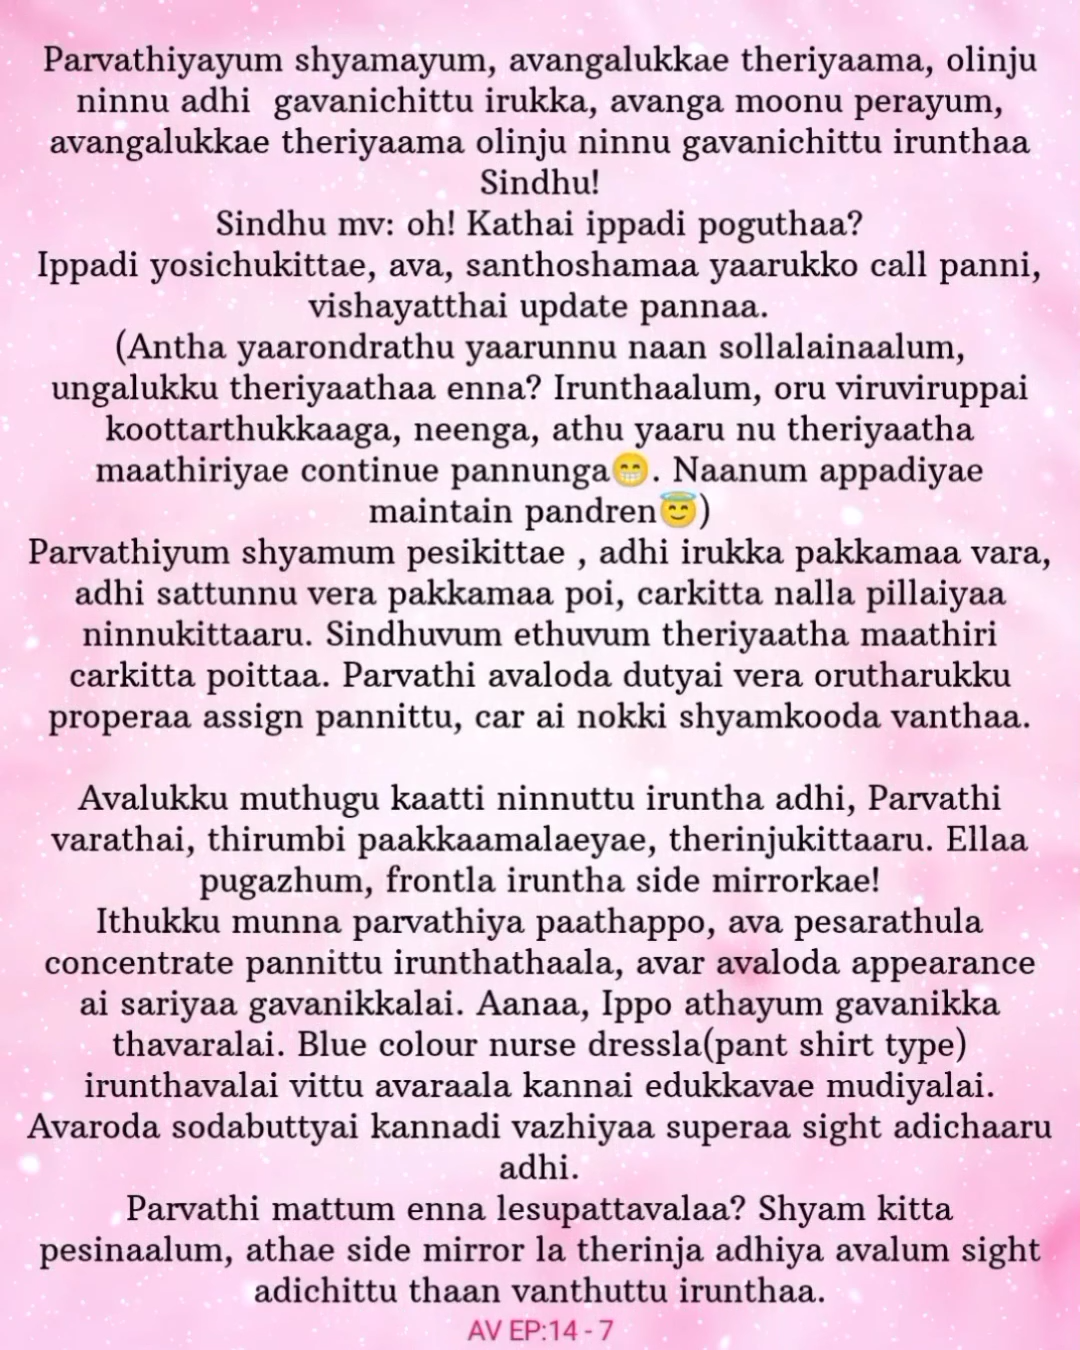 Parvathiyayum shyamayum, avangalukkae theriyaama, olinju
ninnu adhi gavanichittu irukka, avanga moonu perayum,
avangalukkae theriyaama olinju ninnu gavanichittu irunthaa
Sindhu!
Sindhu mv: oh! Kathai ippadi poguthaa?
Ippadi yosichukittae, ava, santhoshamaa yaarukko call panni,
vishayatthai update pannaa.
(Antha yaarondrathu yaarunnu naan sollalainaalum,
ungalukku theriyaathaa enna? Irunthaalum, oru viruviruppai
koottarthukkaaga, neenga, athu yaaru nu theriyaatha
maathiriyae continue pannunga😁. Naanum appadiyae
maintain pandren😇)
Parvathiyum shyamum pesikittae , adhi irukka pakkamaa vara,
adhi sattunnu vera pakkamaa poi, carkitta nalla pillaiyaa
ninnukittaaru. Sindhuvum ethuvum theriyaatha maathiri
carkitta poittaa. Parvathi avaloda dutyai vera orutharukku
properaa assign pannittu, car ai nokki shyamkooda vanthaa.
Avalukku muthugu kaatti ninnuttu iruntha adhi, Parvathi
varathai, thirumbi paakkaamalaeyae, therinjukittaaru. Ellaa
pugazhum, frontla iruntha side mirrorkae!
Ithukku munna parvathiya paathappo, ava pesarathula
concentrate pannittu irunthathaala, avar avaloda appearance
ai sariyaa gavanikkalai. Aanaa, Ippo athayum gavanikka
thavaralai. Blue colour nurse dressla(pant shirt type)
irunthavalai vittu avaraala kannai edukkavae mudiyalai.
Avaroda sodabuttyai kannadi vazhiyaa superaa sight adichaaru
adhi.
Parvathi mattum enna lesupattavalaa? Shyam kitta
pesinaalum, athae side mirror la therinja adhiya avalum sight
adichittu thaan vanthuttu irunthaa.
AV EP:14 - 7